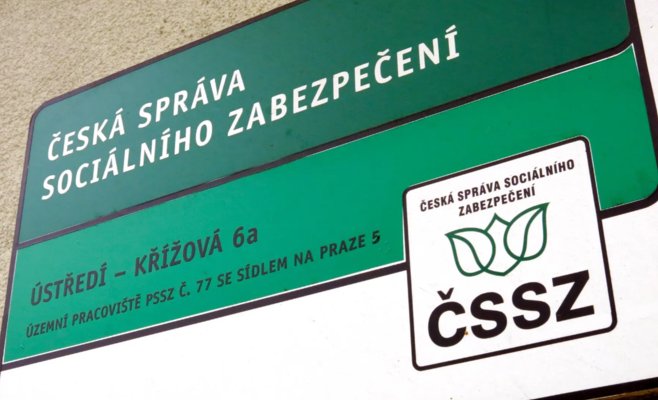 ČESKÁ SPRÁVA
SOCIÁLNÍHO ZABEZPEČENÍ
ÚSTŘEDÍ – KŘÍŽOVÁ 6a
ÚZEMNÍ PRACOVIŠTĚ PSSZ Č. 77 SE SÍDLEM NA PRAZE 5
ČESKÁ SPRÁVA SOCIÁLNÍHO
ZABEZPEČENÍ
ČSSZ